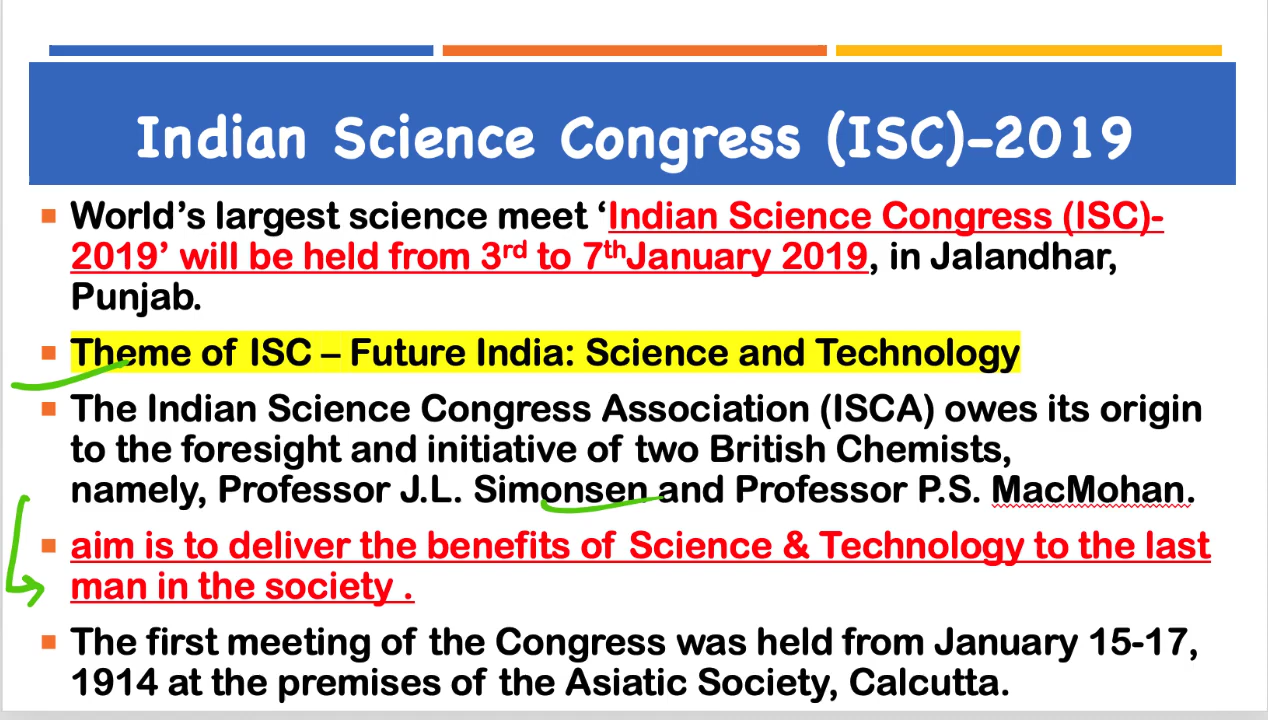 Indian Science Congress (ISC)-2019
World’s largest science meet ‘Indian Science Congress (ISC)-
2019’ will be held from 3rd to 7thJanuary 2019, in Jalandhar,
Punjab.
Theme of ISC – Future India: Science and Technology
The Indian Science Congress Association (ISCA) owes its origin
to the foresight and initiative of two British Chemists,
namely, Professor J.L. Simonsen and Professor P.S. MacMohan.
aim is to deliver the benefits of Science & Technology to the last
man in the society .
The first meeting of the Congress was held from January 15-17,
1914 at the premises of the Asiatic Society, Calcutta.